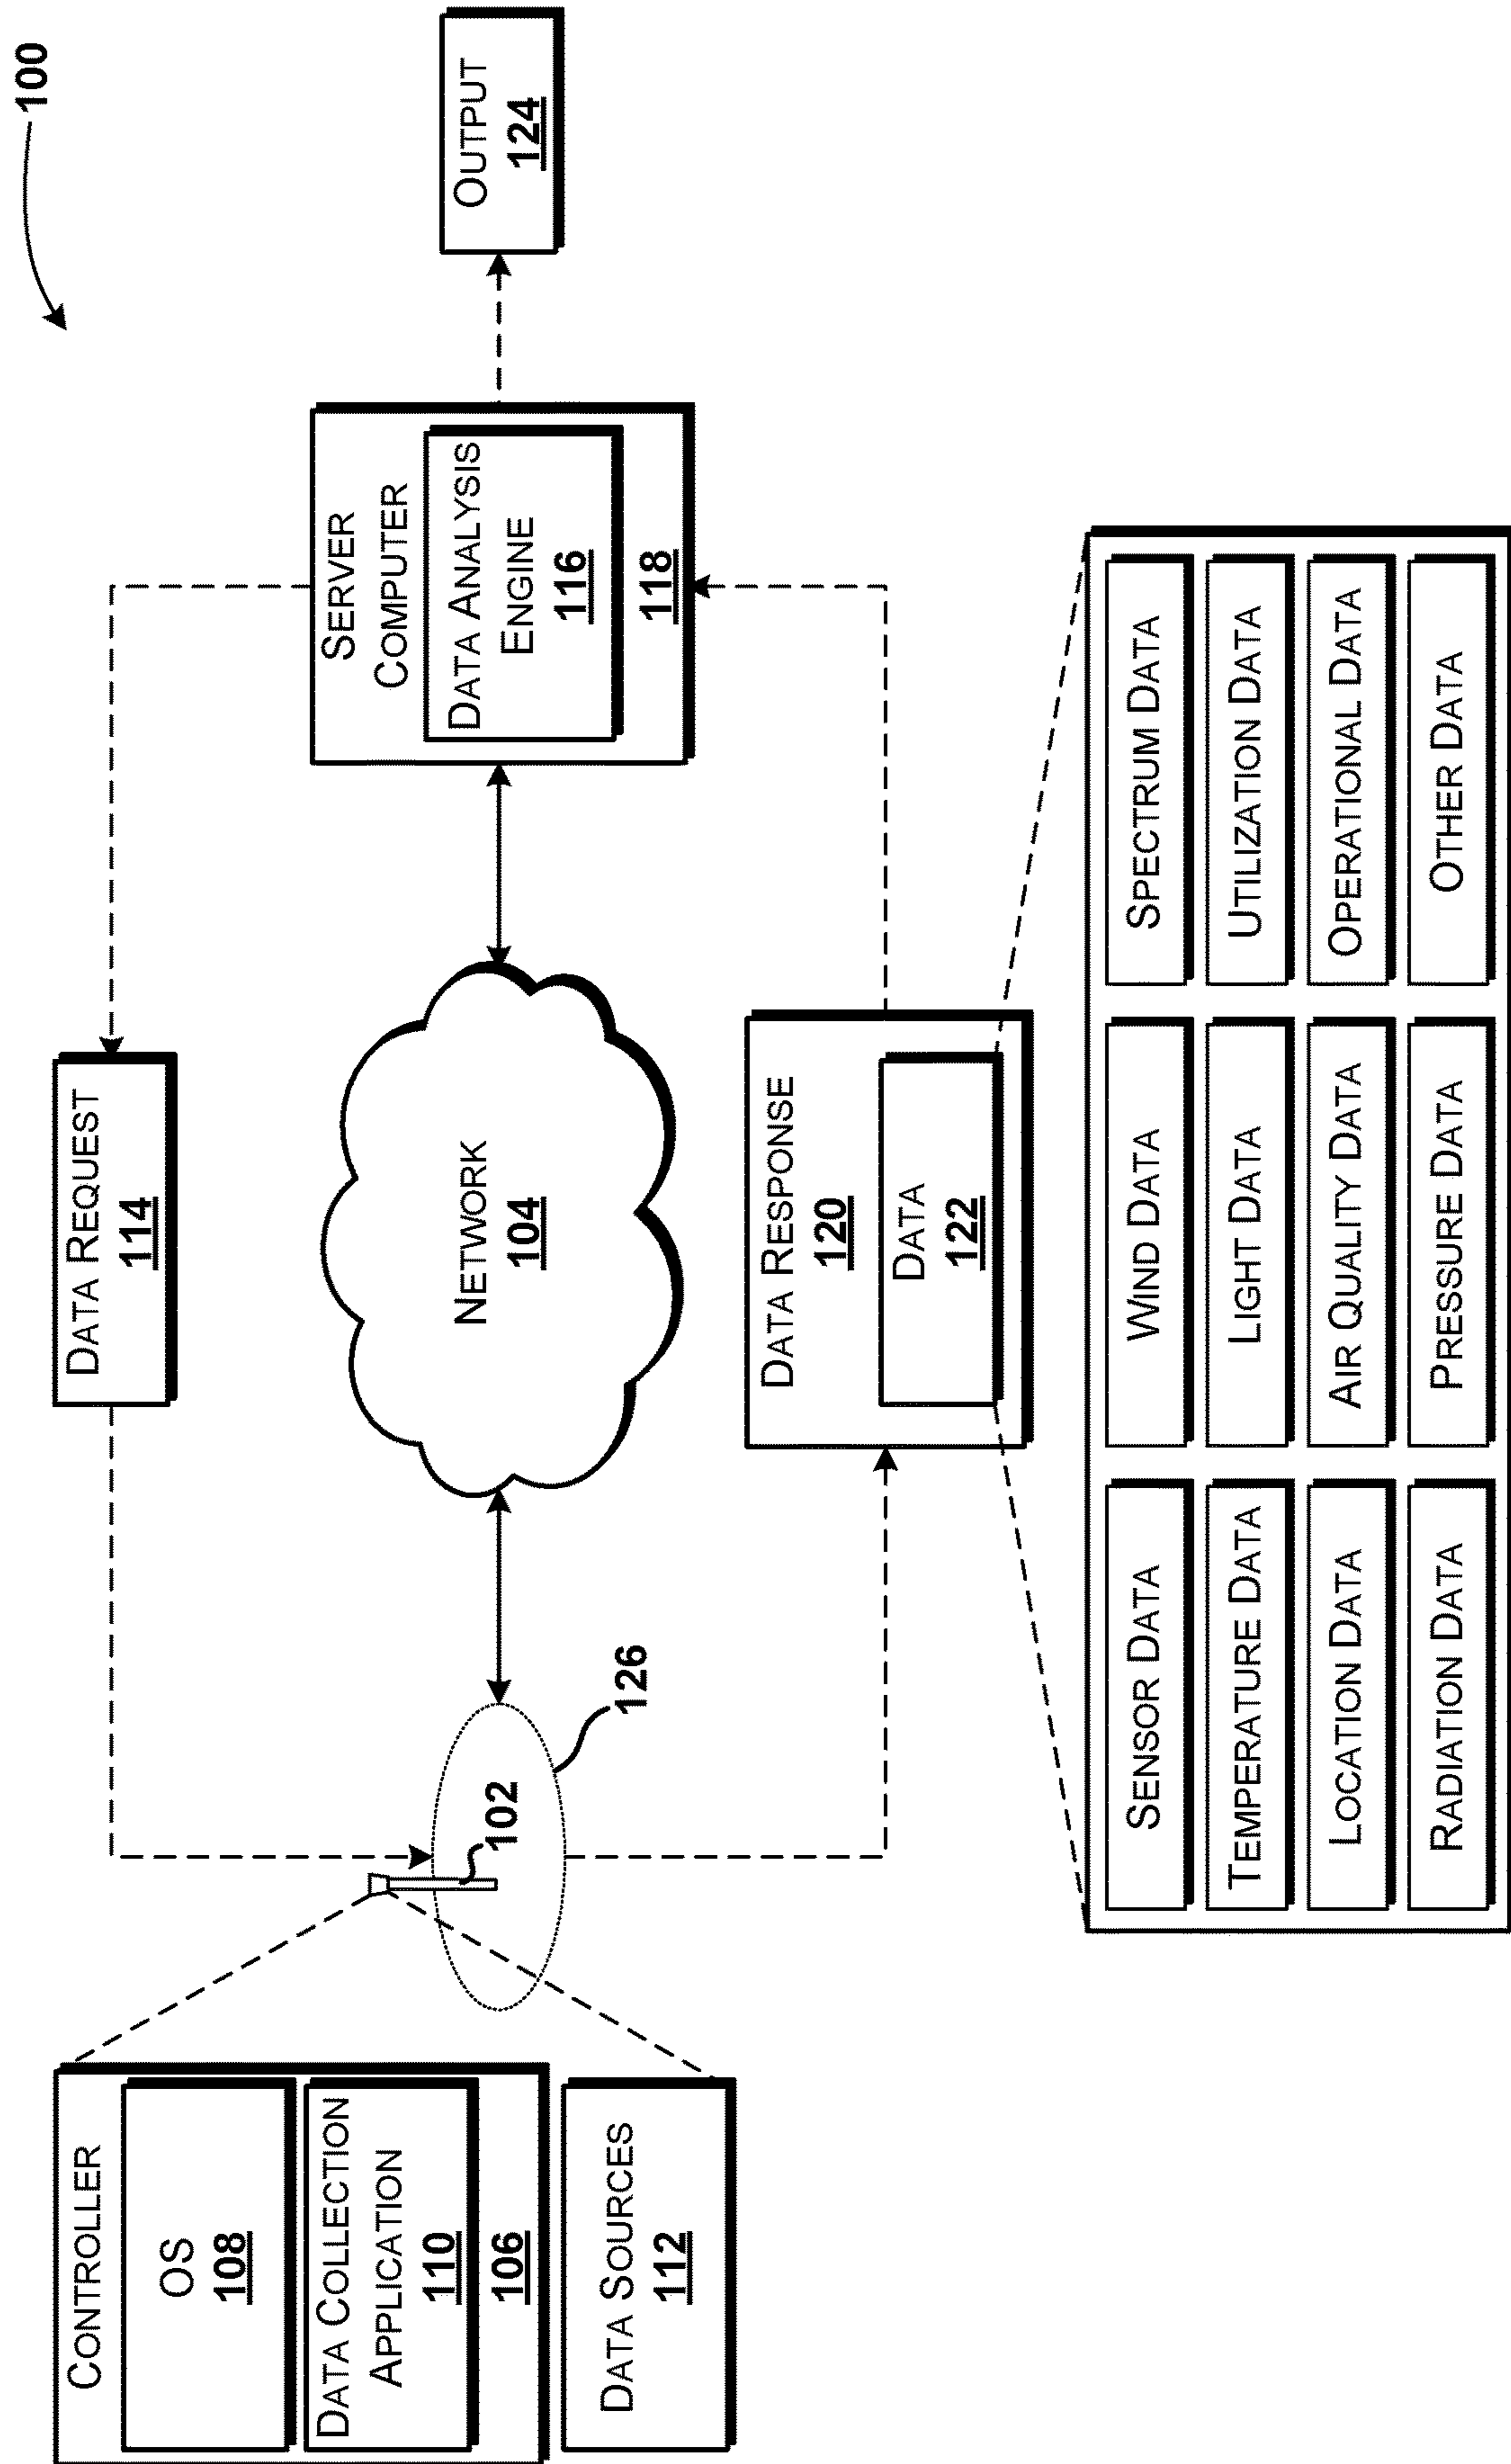 100
CONTROLLER
OS
108
DATA COLLECTION
APPLICATION
110
106
DATA SOURCES
112
102
126
DATA REQUEST
114
NETWORK
104
DATA RESPONSE
120
DATA
122
SERVER
COMPUTER
DATA ANALYSIS
ENGINE
116
118
OUTPUT
124
SENSOR DATA
WIND DATA
SPECTRUM DATA
TEMPERATURE DATA
LIGHT DATA
UTILIZATION DATA
LOCATION DATA
AIR QUALITY DATA
OPERATIONAL DATA
RADIATION DATA
PRESSURE DATA
OTHER DATA